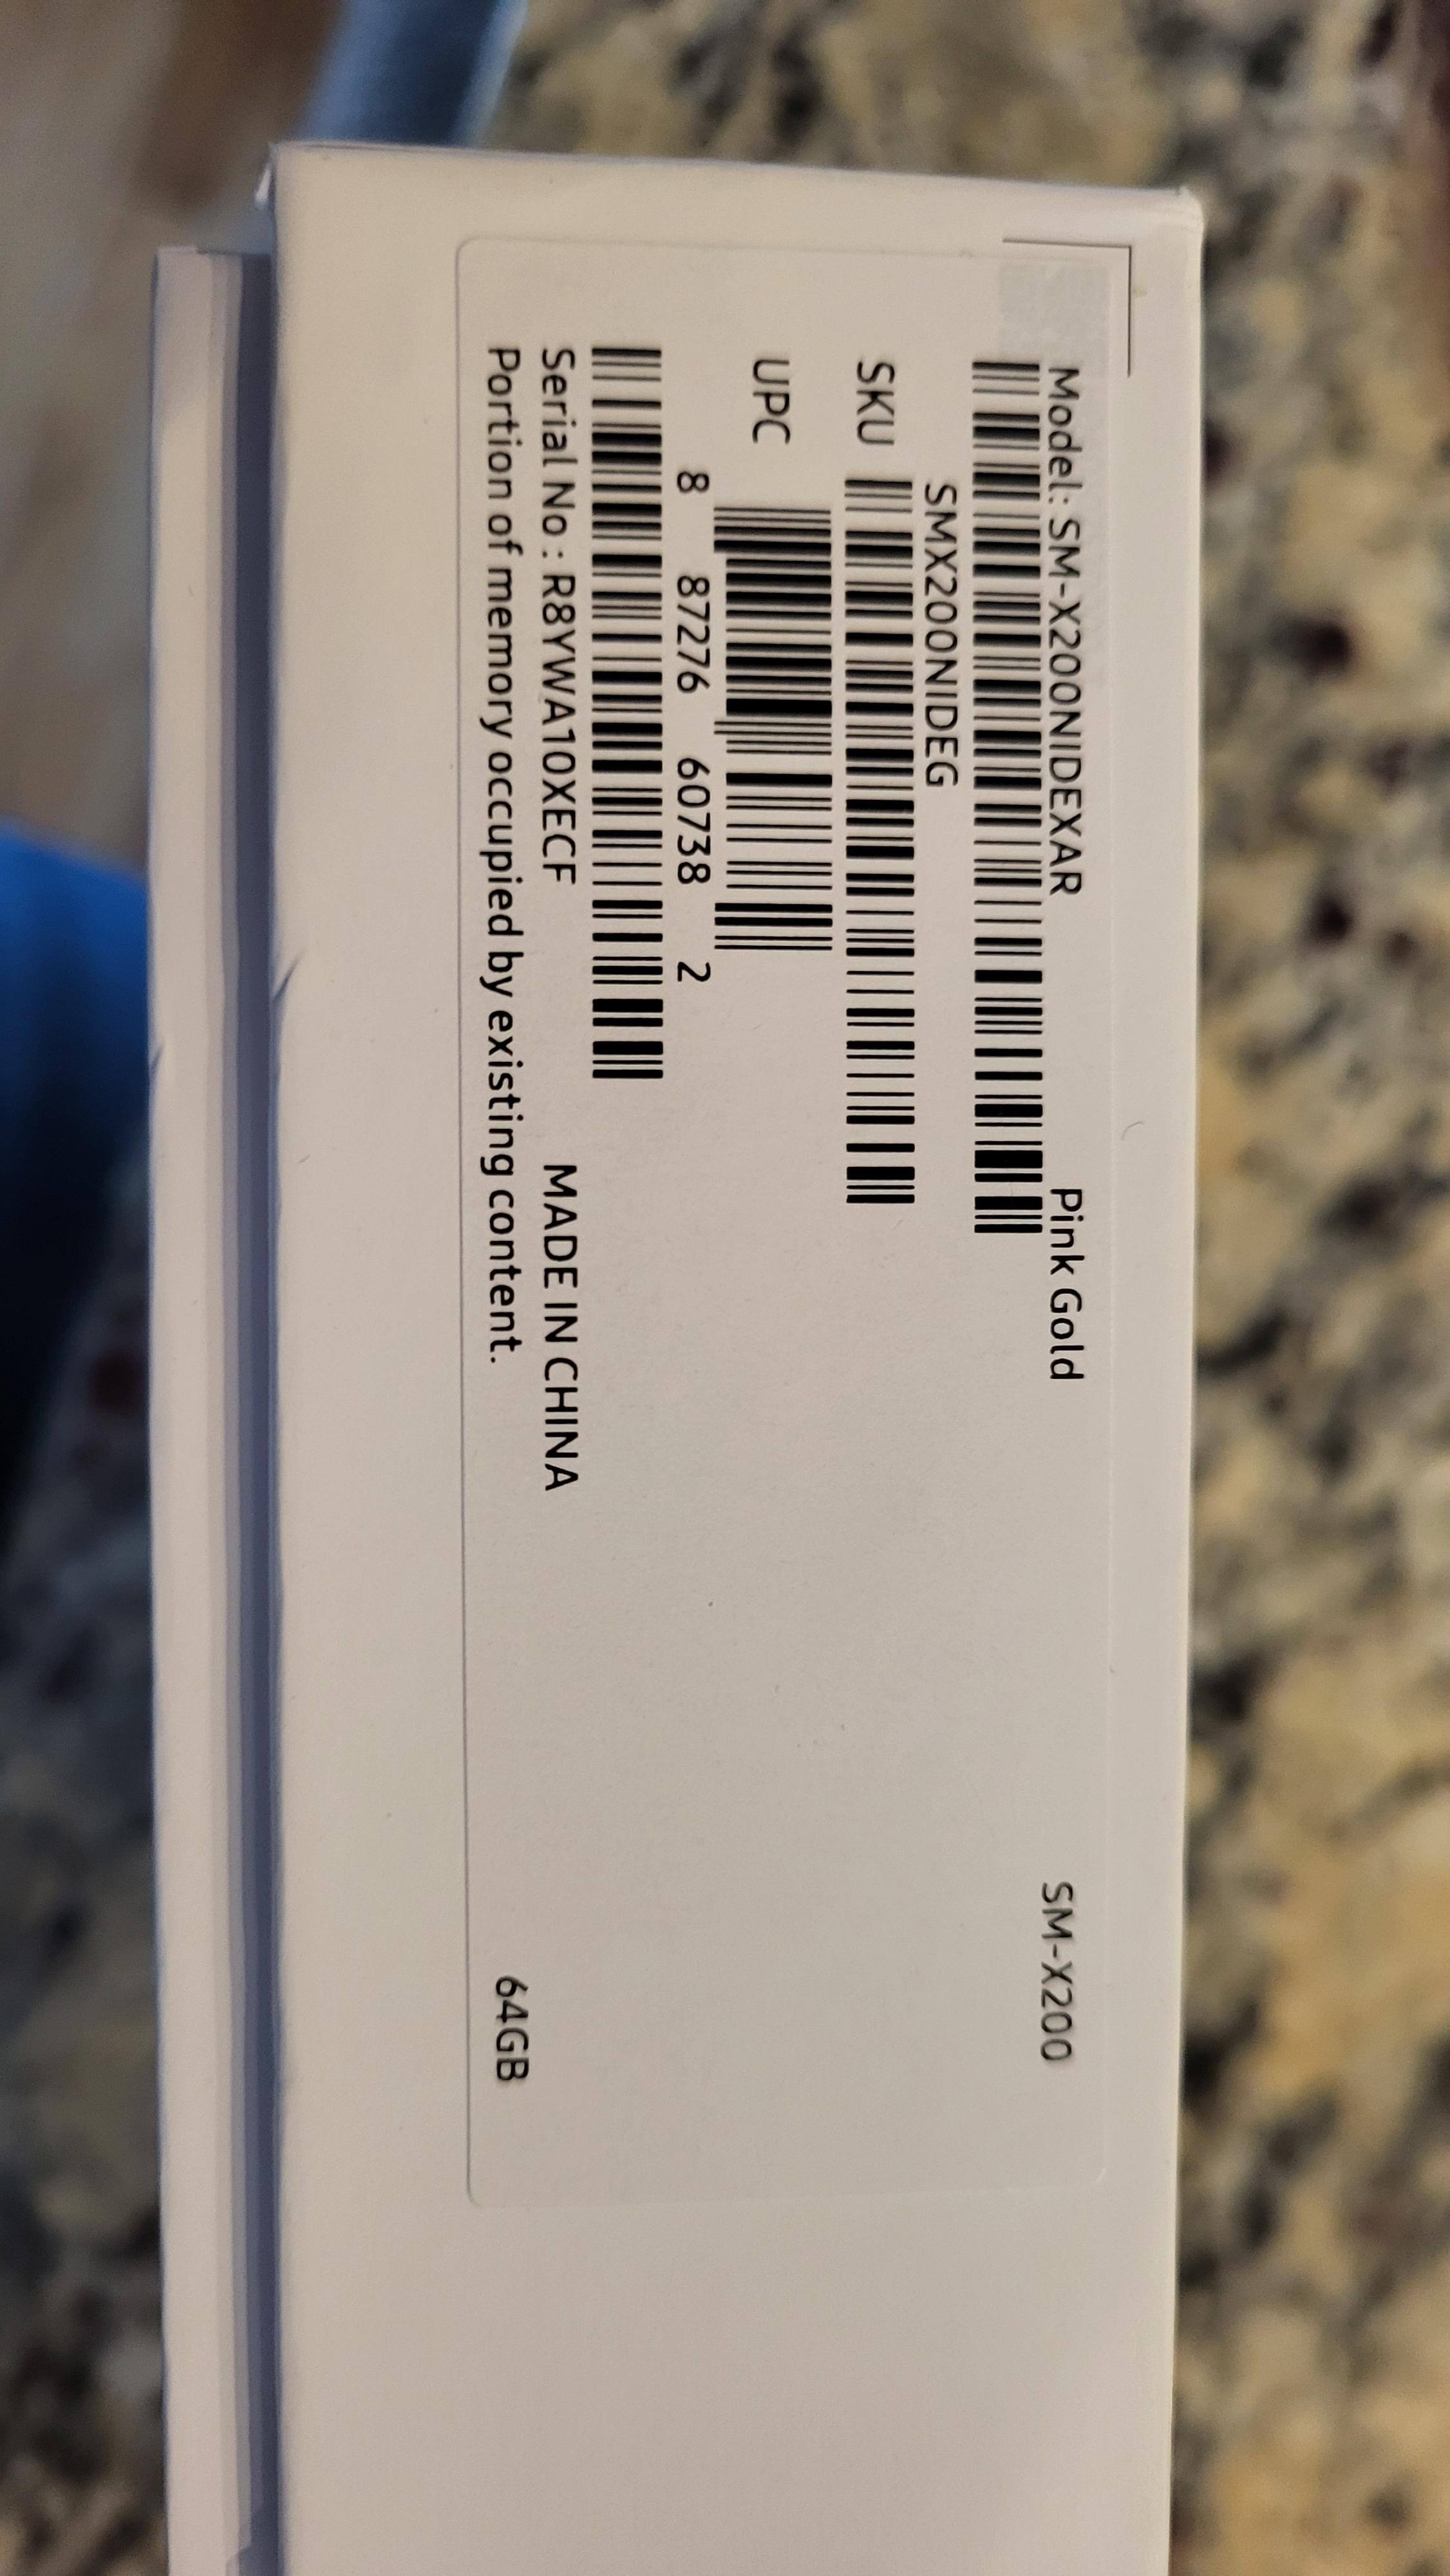 Model: SM-X200NIDEXAR Pink Gold SM-X200
SMX200NIDEG
SKU
UPC
8 87276 60738 2
Serial No : R8YWA10XECF MADE IN CHINA
Portion of memory occupied by existing content. 64GB